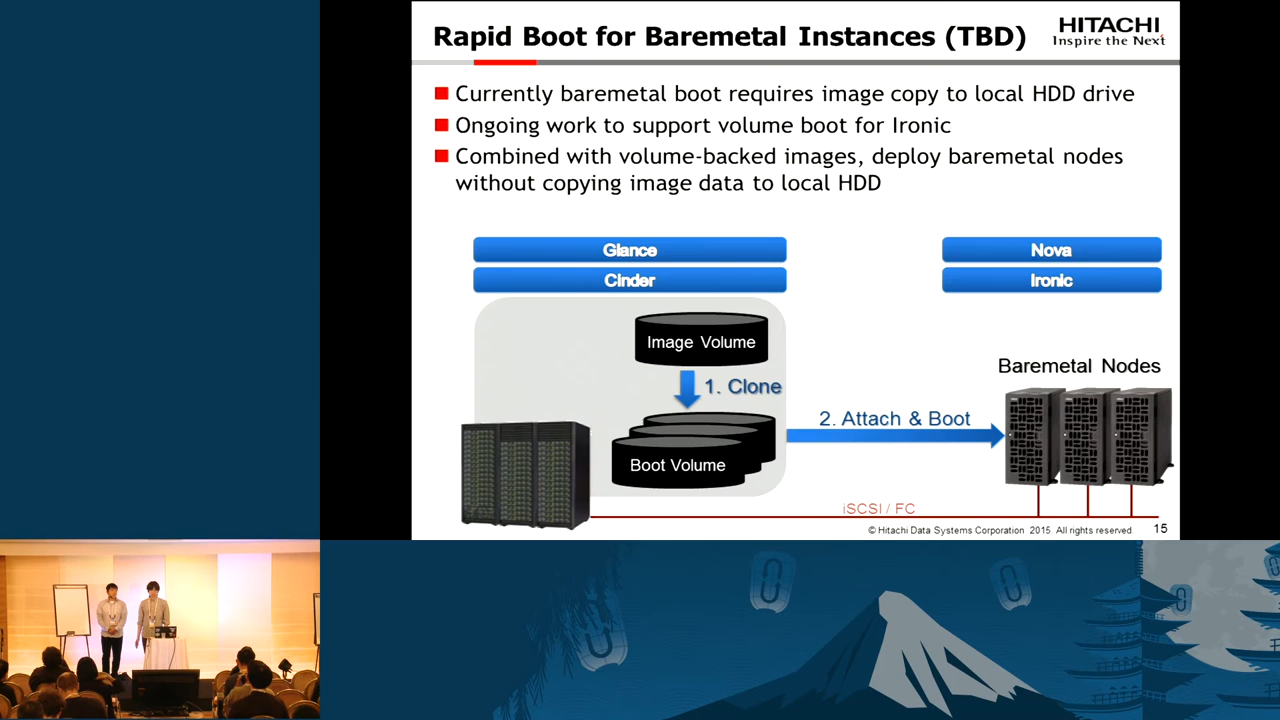 Rapid Boot for Baremetal Instances (TBD)
HITACHI
Inspire the Next
Currently baremetal boot requires image copy to local HDD drive
Ongoing work to support volume boot for Ironic
Combined with volume-backed images, deploy baremetal nodes
without copying image data to local HDD
Glance
Cinder
Nova
Ironic
Image Volume
1. Clone
Boot Volume
2. Attach & Boot
Baremetal Nodes
iSCSI / FC
© Hitachi Data Systems Corporation 2015. All rights reserved.
15